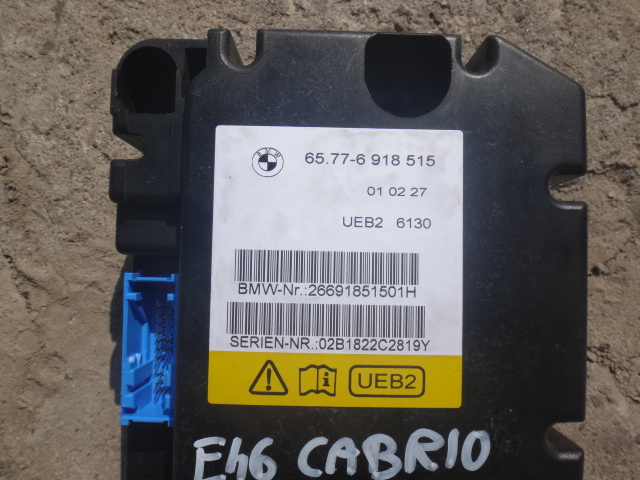 BMW
65.77-6 918 515
01 02 27
UEB2 6130
BMW-Nr.:26691851501H
SERIEN-NR.:02B1822C2819Y
UEB2
E46 CABRIO